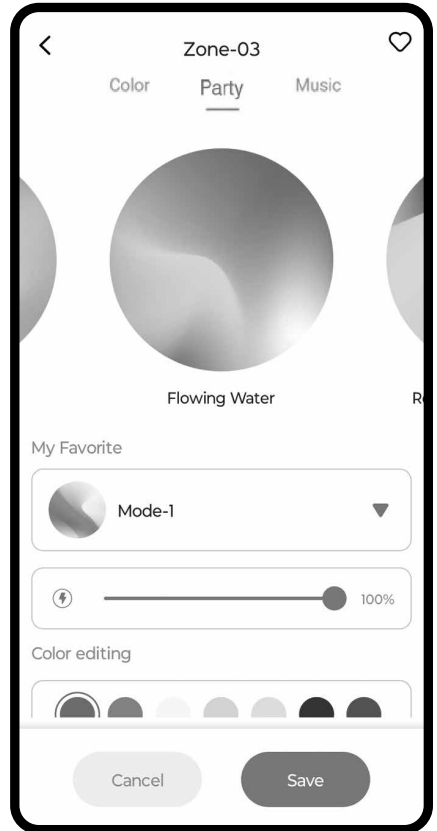 Zone-03
Color Party Music
Flowing Water
My Favorite
Mode-1
100%
Color editing
Cancel Save